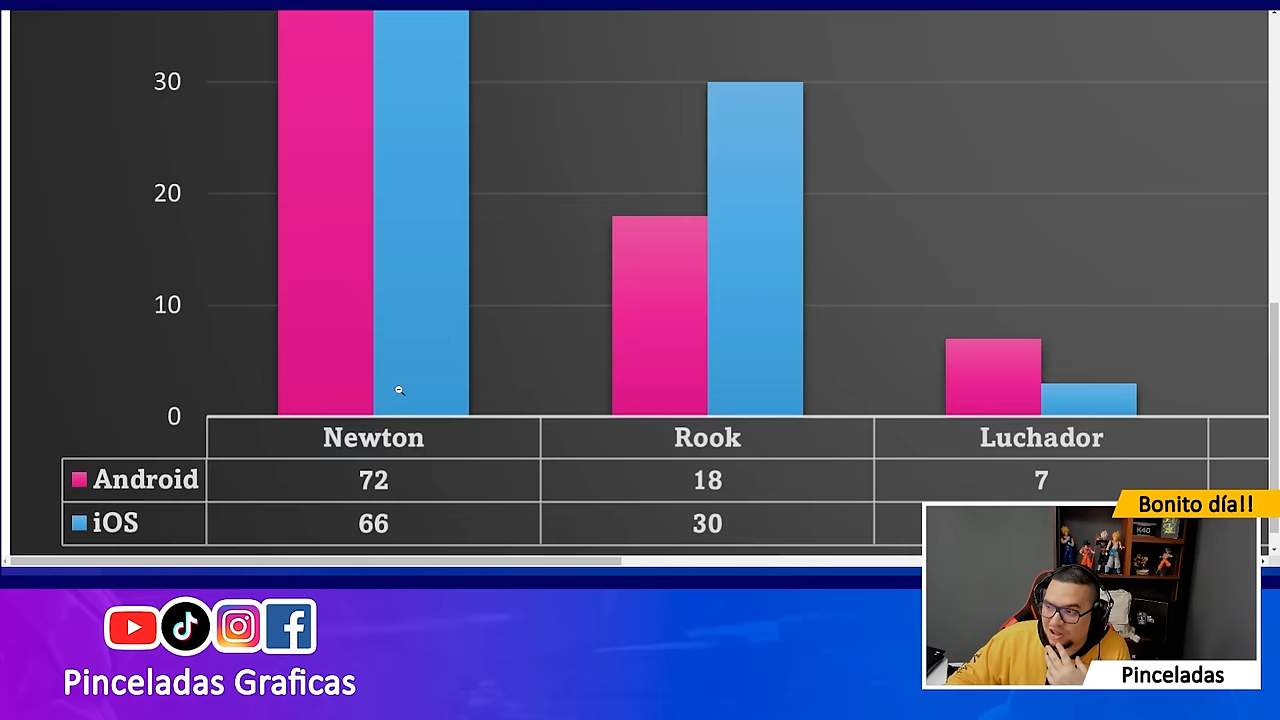 30
20
10
0
Newton Rook Luchador
Android 72 18 7
iOS 66 30
Bonito día!!
K40
Pinceladas
Pinceladas Graficas